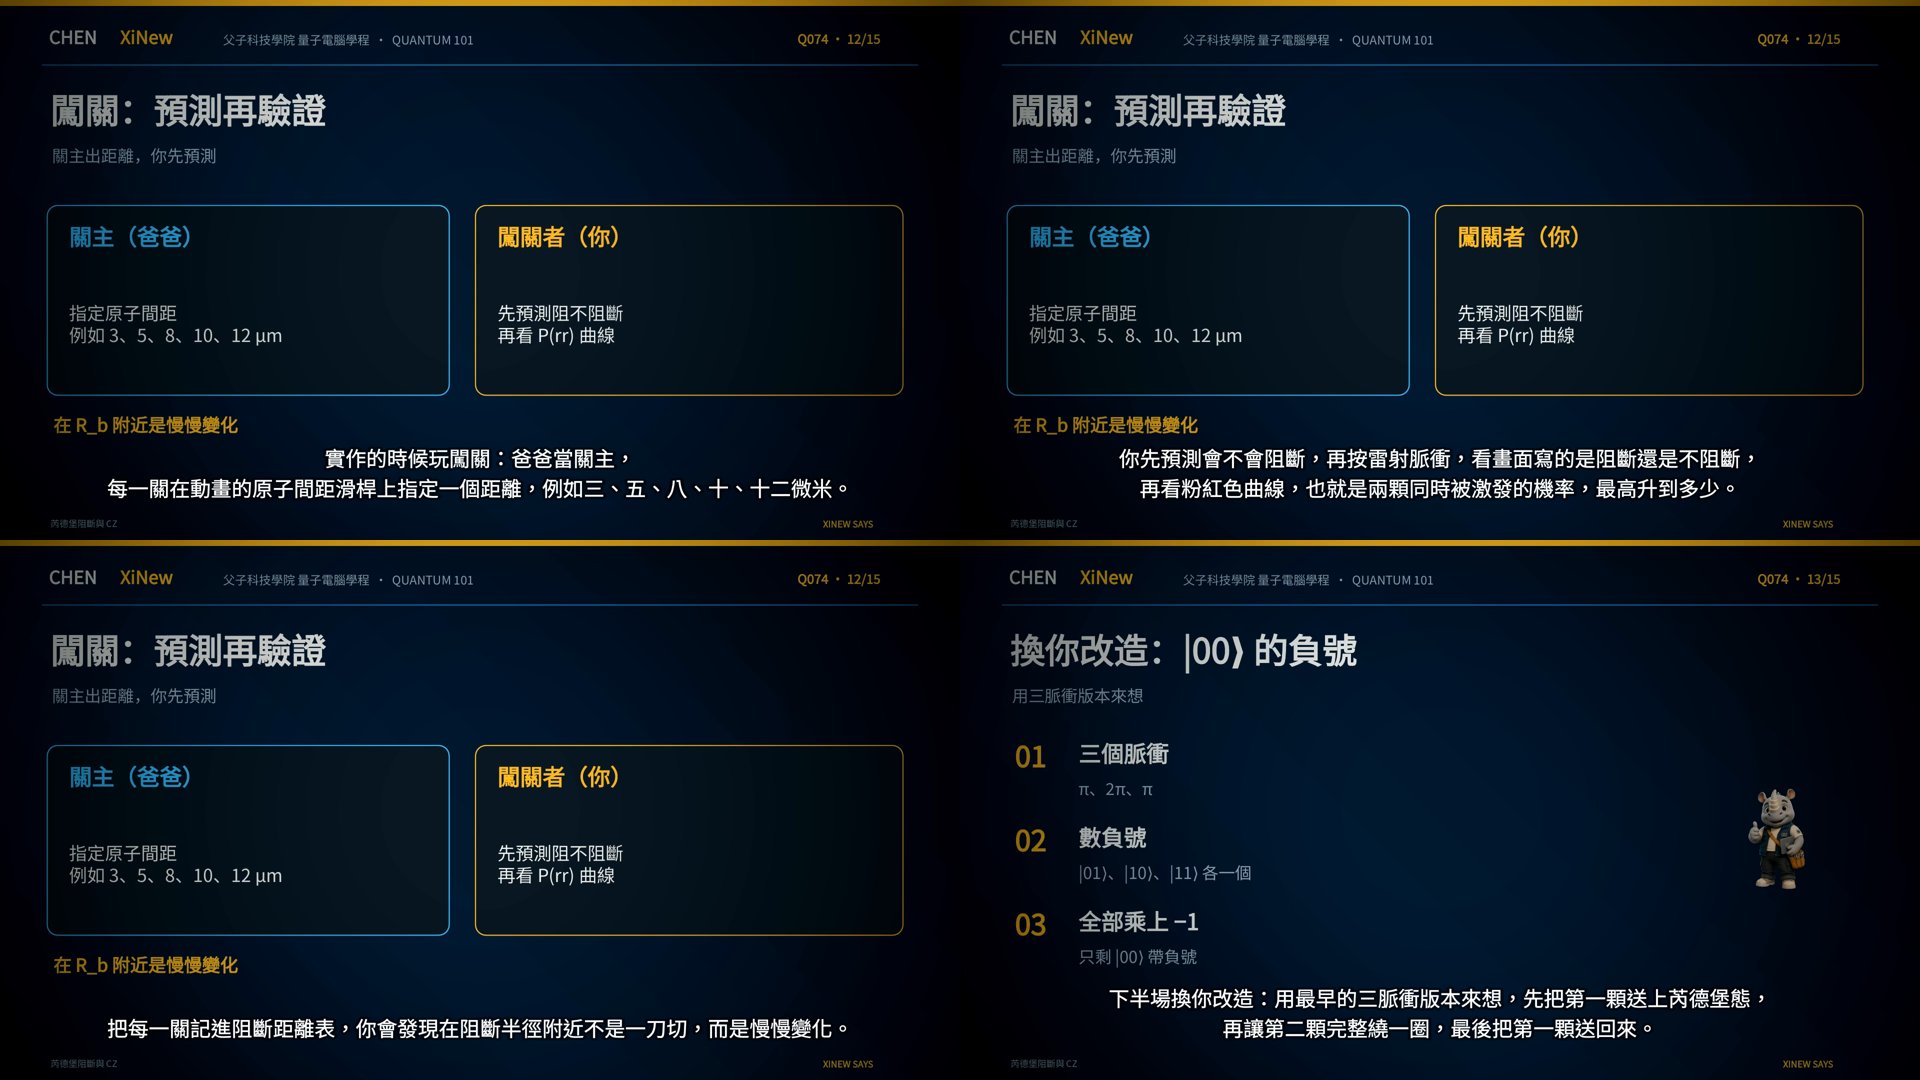 CHEN XiNew 父子科技學院 量子電腦學程 · QUANTUM 101 Q074 · 12/15
闖關：預測再驗證
關主出距離，你先預測
關主（爸爸）
指定原子間距
例如 3、5、8、10、12 μm
闖關者（你）
先預測阻不阻斷
再看 P(rr) 曲線
在 R_b 附近是慢慢變化
實作的時候玩闖關：爸爸當關主，
每一關在動畫的原子間距滑桿上指定一個距離，例如三、五、八、十、十二微米。
芮德堡阻斷與 CZ XINEW SAYS
CHEN XiNew 父子科技學院 量子電腦學程 · QUANTUM 101 Q074 · 12/15
闖關：預測再驗證
關主出距離，你先預測
關主（爸爸）
指定原子間距
例如 3、5、8、10、12 μm
闖關者（你）
先預測阻不阻斷
再看 P(rr) 曲線
在 R_b 附近是慢慢變化
你先預測會不會阻斷，再按雷射脈衝，看畫面寫的是阻斷還是不阻斷，
再看粉紅色曲線，也就是兩顆同時被激發的機率，最高升到多少。
芮德堡阻斷與 CZ XINEW SAYS
CHEN XiNew 父子科技學院 量子電腦學程 · QUANTUM 101 Q074 · 12/15
闖關：預測再驗證
關主出距離，你先預測
關主（爸爸）
指定原子間距
例如 3、5、8、10、12 μm
闖關者（你）
先預測阻不阻斷
再看 P(rr) 曲線
在 R_b 附近是慢慢變化
把每一關記進阻斷距離表，你會發現在阻斷半徑附近不是一刀切，而是慢慢變化。
芮德堡阻斷與 CZ XINEW SAYS
CHEN XiNew 父子科技學院 量子電腦學程 · QUANTUM 101 Q074 · 13/15
換你改造：|00⟩ 的負號
用三脈衝版本來想
01 三個脈衝
π、2π、π
02 數負號
|01⟩、|10⟩、|11⟩ 各一個
03 全部乘上 −1
只剩 |00⟩ 帶負號
下半場換你改造：用最早的三脈衝版本來想，先把第一顆送上芮德堡態，
再讓第二顆完整繞一圈，最後把第一顆送回來。
芮德堡阻斷與 CZ XINEW SAYS